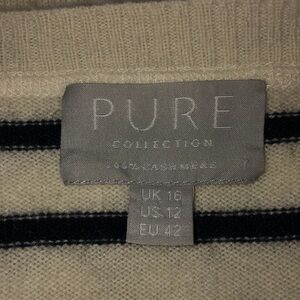 PURE
COLLECTION
100% CASHMERE
UK 16
US 12
EU 42